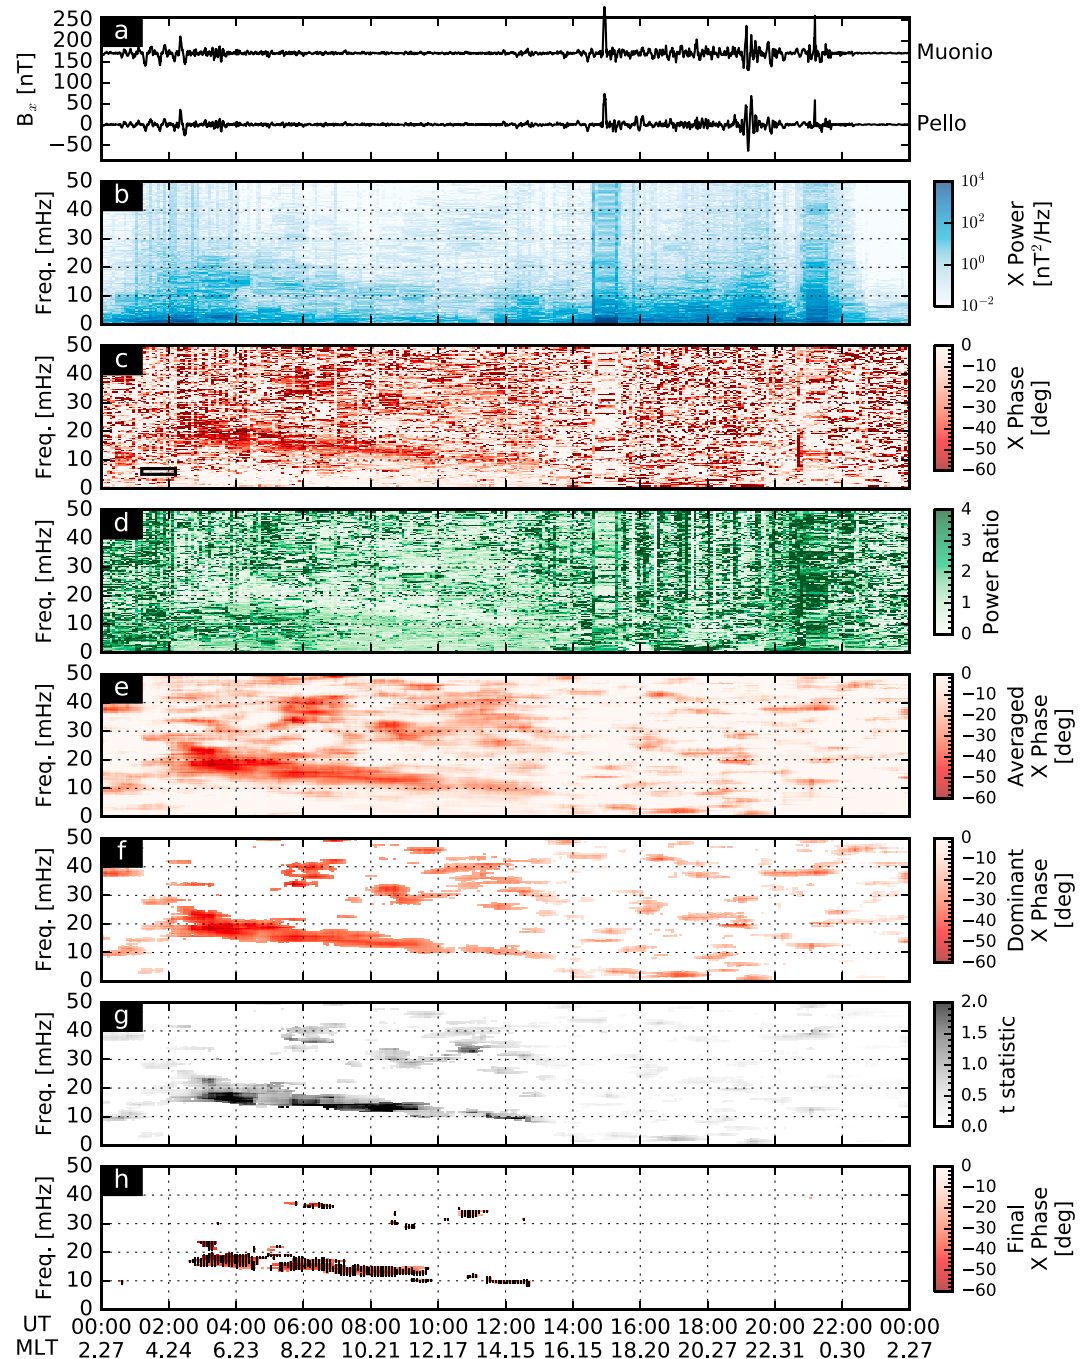 a
250
200
150
100
50
0
−50
Bx [nT]
Muonio
Pello
b
50
40
30
20
10
0
Freq. [mHz]
10^4
10^2
10^0
10^−2
X Power
[nT^2/Hz]
c
50
40
30
20
10
0
Freq. [mHz]
0
−10
−20
−30
−40
−50
−60
X Phase
[deg]
d
50
40
30
20
10
0
Freq. [mHz]
4
3
2
1
0
Power Ratio
e
50
40
30
20
10
0
Freq. [mHz]
0
−10
−20
−30
−40
−50
−60
Averaged
X Phase
[deg]
f
50
40
30
20
10
0
Freq. [mHz]
0
−10
−20
−30
−40
−50
−60
Dominant
X Phase
[deg]
g
50
40
30
20
10
0
Freq. [mHz]
2.0
1.5
1.0
0.5
0.0
t statistic
h
50
40
30
20
10
0
Freq. [mHz]
0
−10
−20
−30
−40
−50
−60
Final
X Phase
[deg]
UT 00:00 02:00 04:00 06:00 08:00 10:00 12:00 14:00 16:00 18:00 20:00 22:00 00:00
MLT 2.27 4.24 6.23 8.22 10.21 12.17 14.15 16.15 18.20 20.27 22.31 0.30 2.27